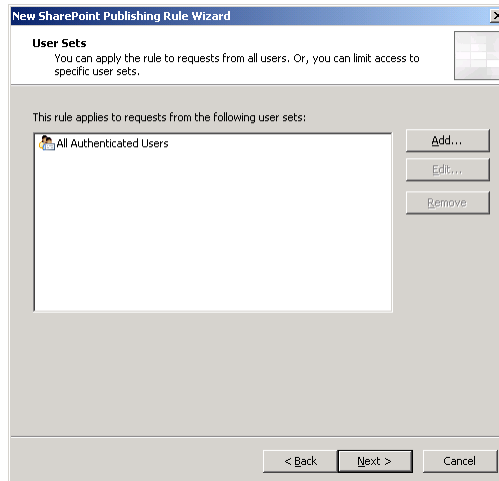 New SharePoint Publishing Rule Wizard
User Sets
You can apply the rule to requests from all users. Or, you can limit access to
specific user sets.
This rule applies to requests from the following user sets:
All Authenticated Users
Add...
Edit...
Remove
< Back
Next >
Cancel